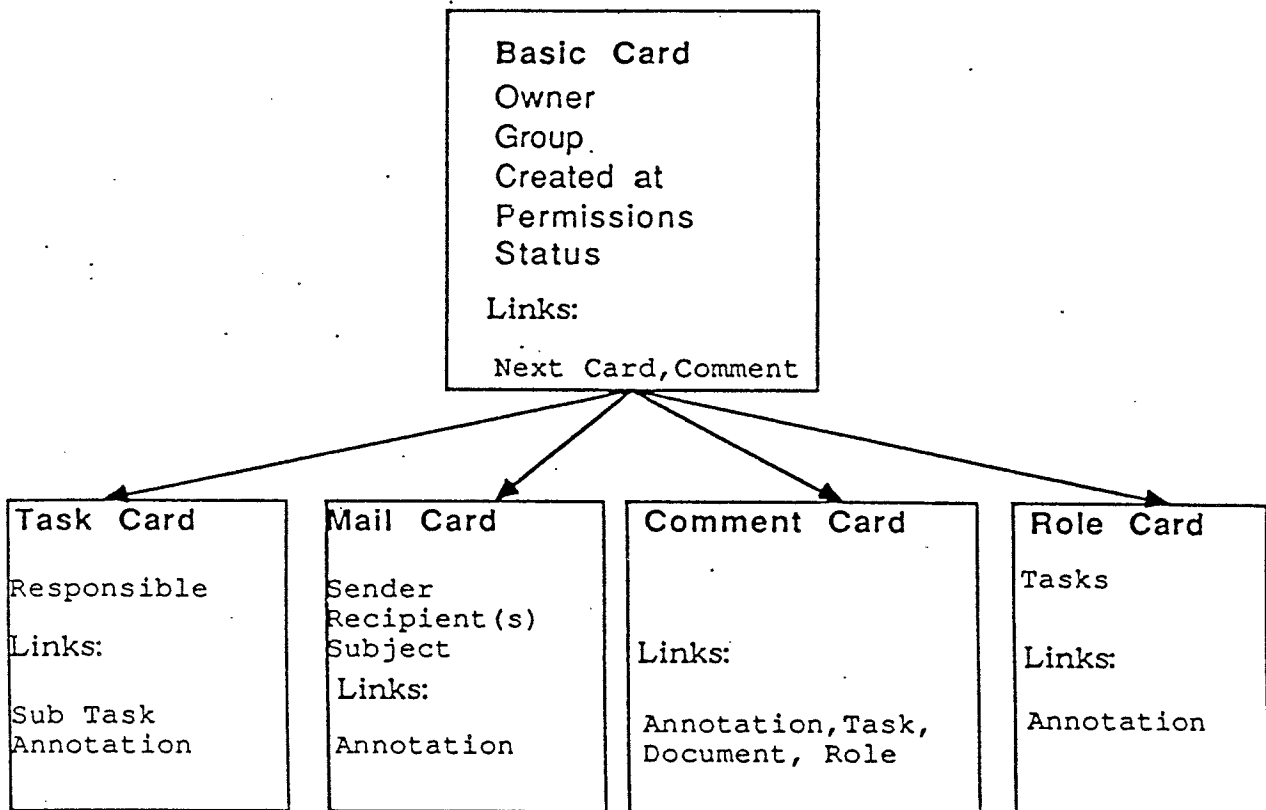 Basic Card
Owner
Group
Created at
Permissions
Status
Links:
Next Card,Comment
Task Card
Responsible
Links:
Sub Task
Annotation
Mail Card
Sender
Recipient(s)
Subject
Links:
Annotation
Comment Card
Links:
Annotation,Task,
Document, Role
Role Card
Tasks
Links:
Annotation